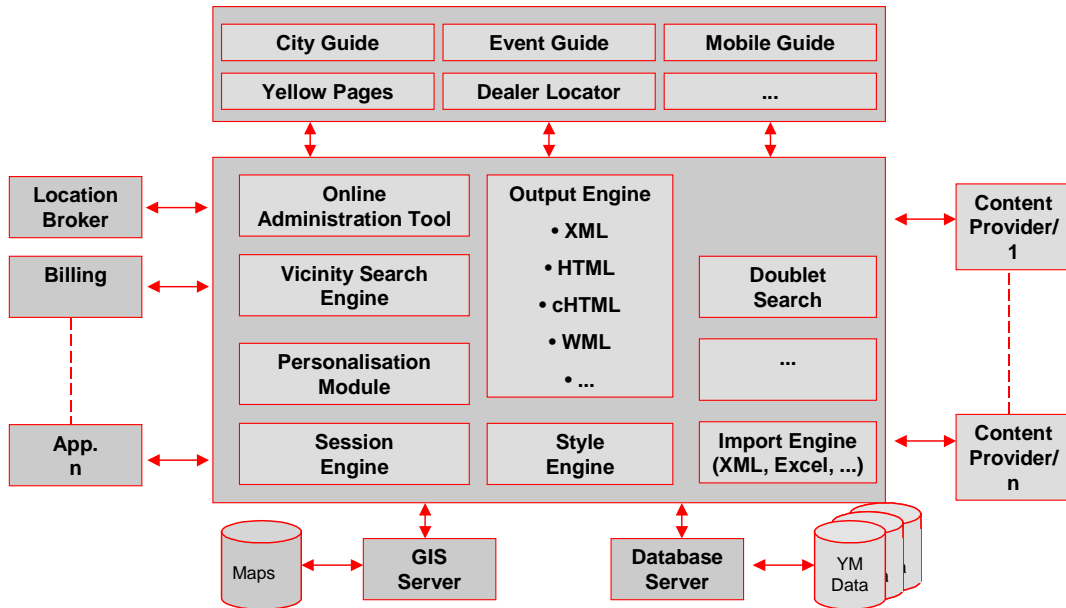 City Guide
Event Guide
Mobile Guide
Yellow Pages
Dealer Locator
...
Location
Broker
Billing
App.
n
Online
Administration Tool
Vicinity Search
Engine
Personalisation
Module
Session
Engine
Output Engine
• XML
• HTML
• cHTML
• WML
• ...
Style
Engine
Doublet
Search
...
Import Engine
(XML, Excel, ...)
Content
Provider/
1
Content
Provider/
n
Maps
GIS
Server
Database
Server
YM
Data
a
a